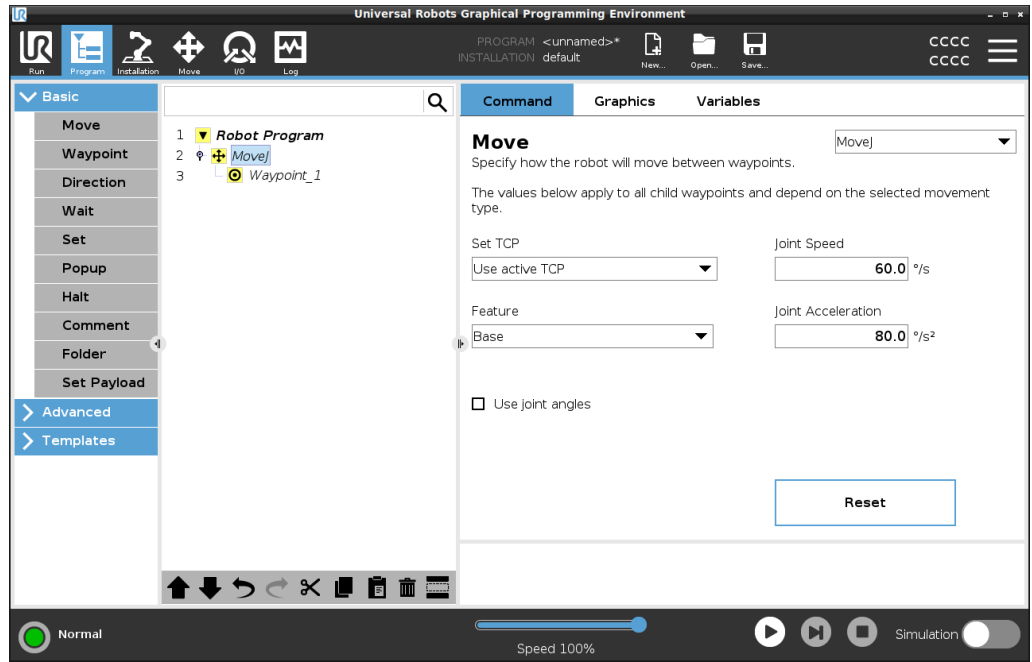 Universal Robots Graphical Programming Environment
PROGRAM <unnamed>*
INSTALLATION default
CCCC
CCCC
Run
Program
Installation
Move
I/O
Log
New...
Open...
Save...
Basic
Move
Waypoint
Direction
Wait
Set
Popup
Halt
Comment
Folder
Set Payload
Advanced
Templates
1 Robot Program
2 MoveJ
3 Waypoint_1
Command Graphics Variables
Move
MoveJ
Specify how the robot will move between waypoints.
The values below apply to all child waypoints and depend on the selected movement
type.
Set TCP
Use active TCP
Joint Speed
60.0 °/s
Feature
Base
Joint Acceleration
80.0 °/s²
Use joint angles
Reset
Normal
Speed 100%
Simulation